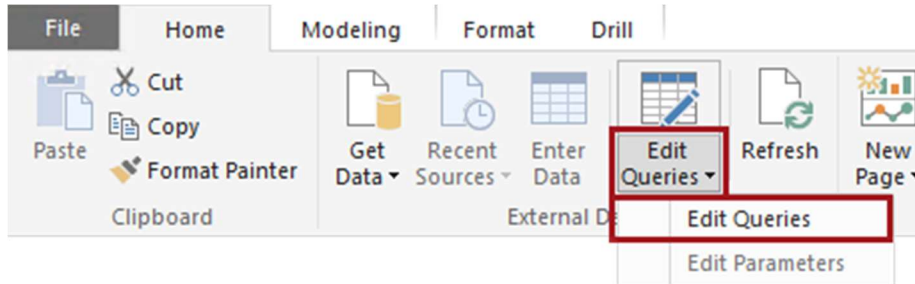 File Home Modeling Format Drill
Cut
Copy
Format Painter
Paste
Get Data
Recent Sources
Enter Data
Edit Queries
Refresh
New Page
Clipboard
External D
Edit Queries
Edit Parameters